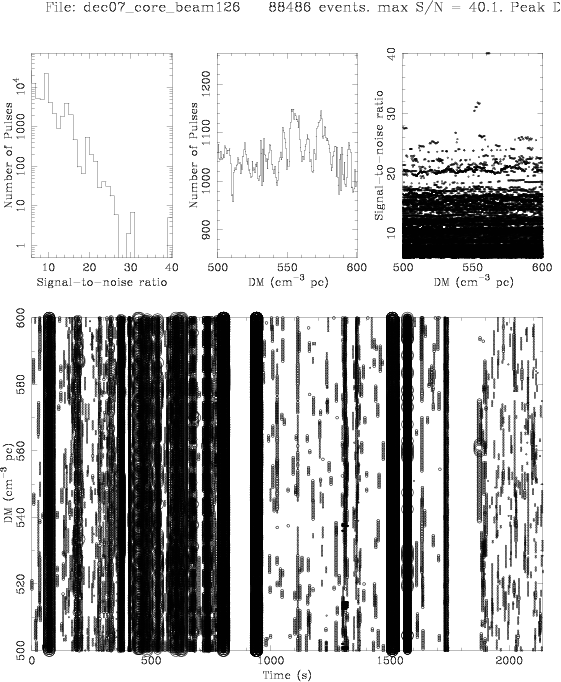 File: dec07_core_beam126 88486 events. max S/N = 40.1. Peak D
Number of Pulses
10⁴
1000
100
10
1
10 20 30 40
Signal-to-noise ratio
Number of Pulses
1200
1100
1000
900
500 550 600
DM (cm⁻³ pc)
Signal-to-noise ratio
40
30
20
10
500 550 600
DM (cm⁻³ pc)
DM (cm⁻³ pc)
600
580
560
540
520
500
0 500 1000 1500 2000
Time (s)